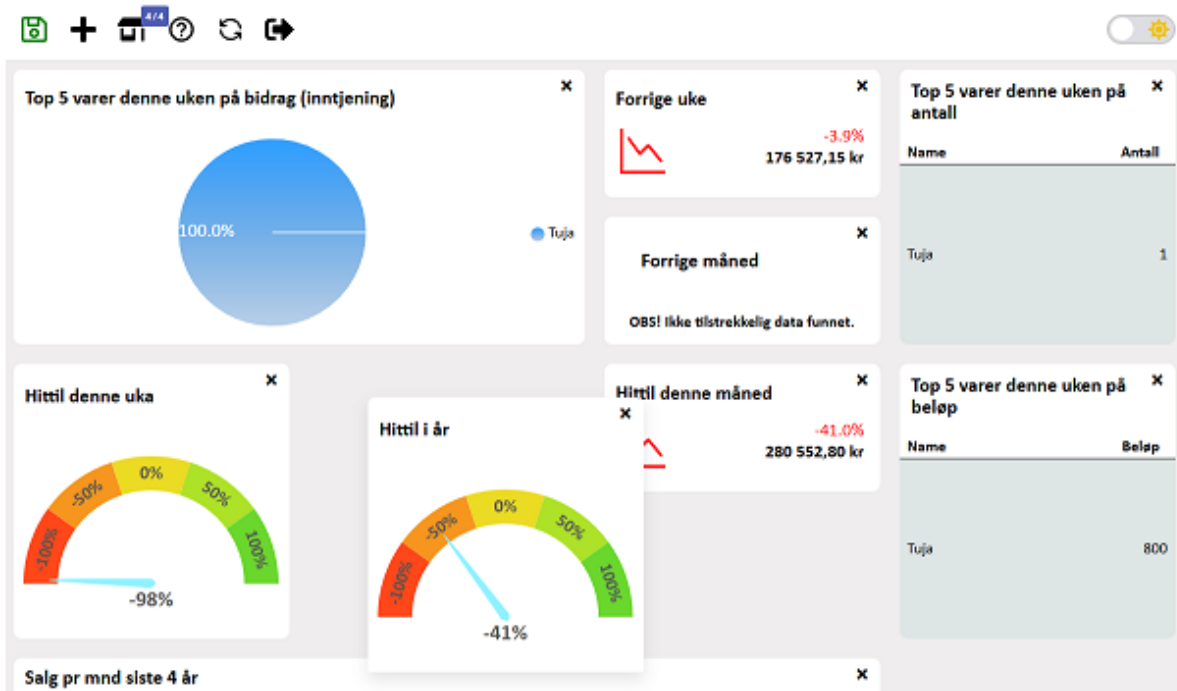 4/4
Top 5 varer denne uken på bidrag (inntjening)
100.0%
Tuja
Forrige uke
-3.9%
176 527,15 kr
Top 5 varer denne uken på
antall
Name Antall
Tuja 1
Forrige måned
OBS! Ikke tilstrekkelig data funnet.
Hittil denne uka
-100%
-50%
0%
50%
100%
-98%
Hittil i år
-100%
-50%
0%
50%
100%
-41%
Hittil denne måned
-41.0%
280 552,80 kr
Top 5 varer denne uken på
beløp
Name Beløp
Tuja 800
Salg pr mnd siste 4 år